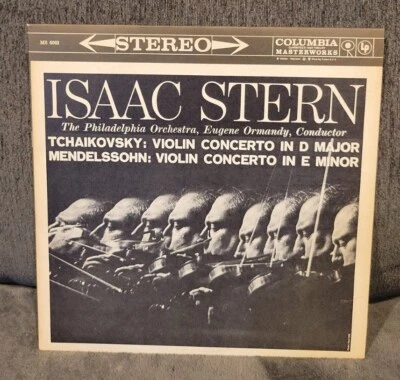 STEREO
COLUMBIA
MASTERWORKS
LP
ISAAC STERN
The Philadelphia Orchestra, Eugene Ormandy, Conductor
TCHAIKOVSKY: VIOLIN CONCERTO IN D MAJOR
MENDELSSOHN: VIOLIN CONCERTO IN E MINOR